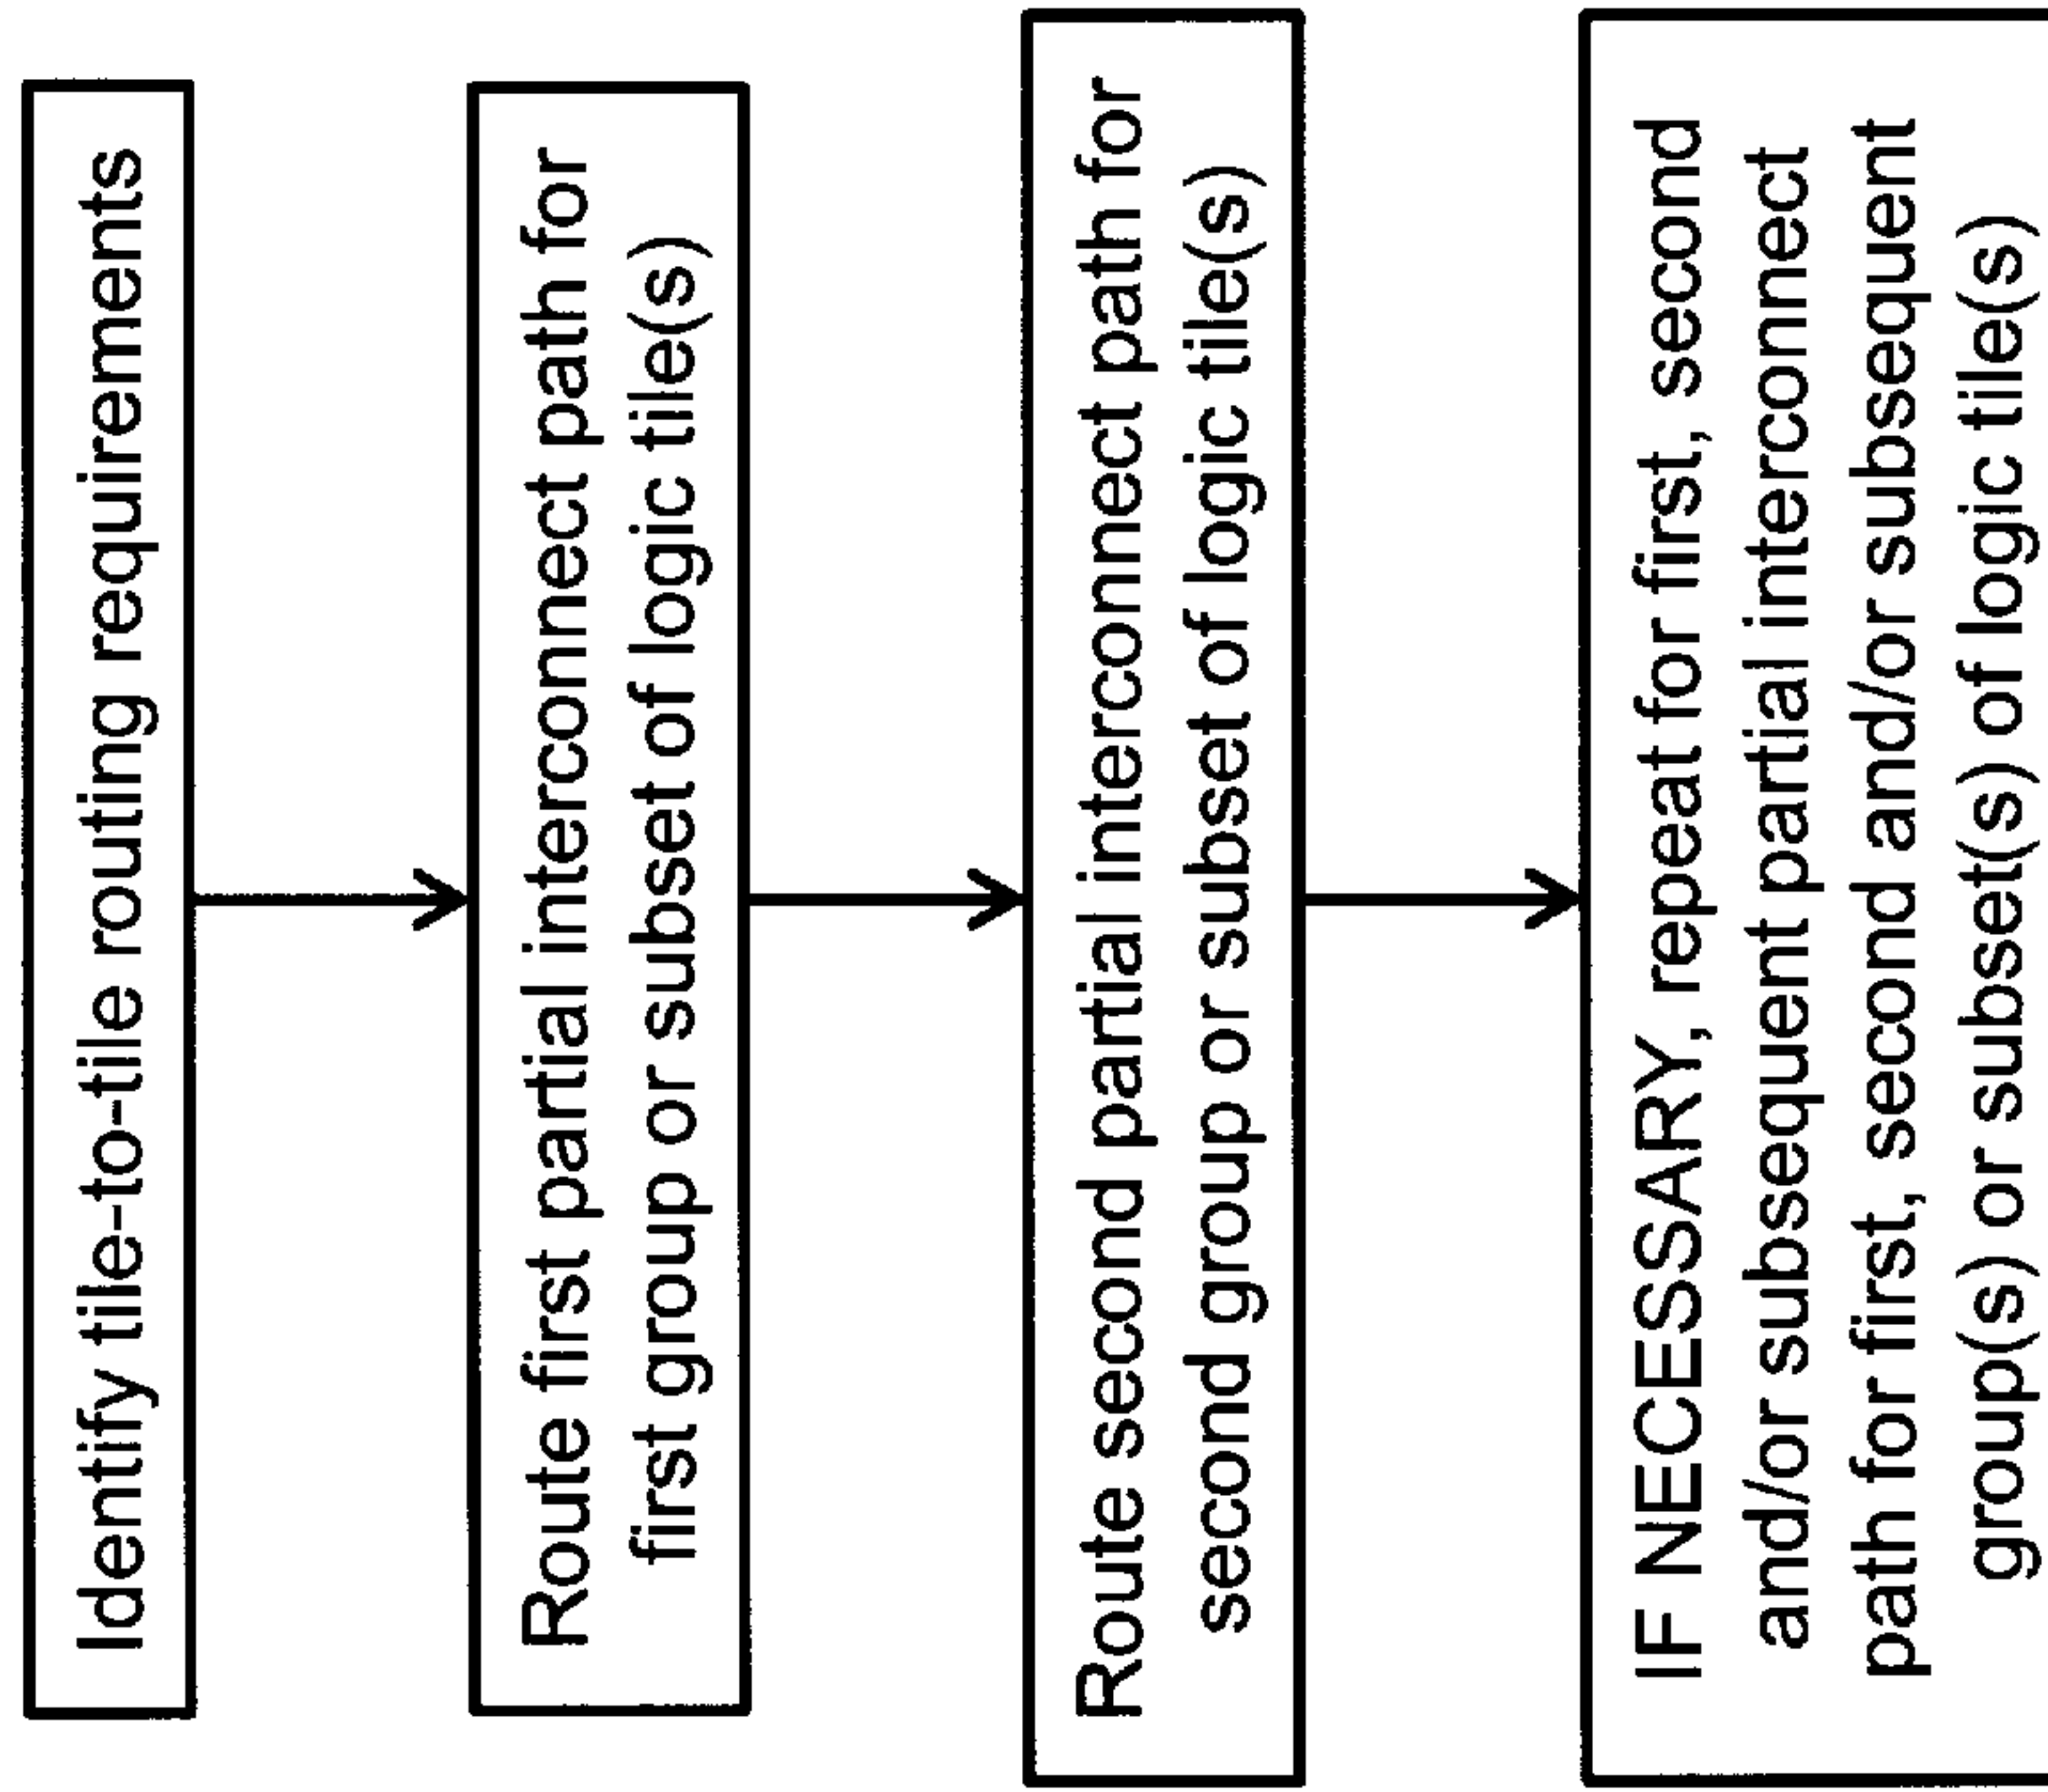 Identify tile-to-tile routing requirements
Route first partial interconnect path for
first group or subset of logic tile(s)
Route second partial interconnect path for
second group or subset of logic tile(s)
IF NECESSARY, repeat for first, second
and/or subsequent partial interconnect
path for first, second and/or subsequent
group(s) or subset(s) of logic tile(s)